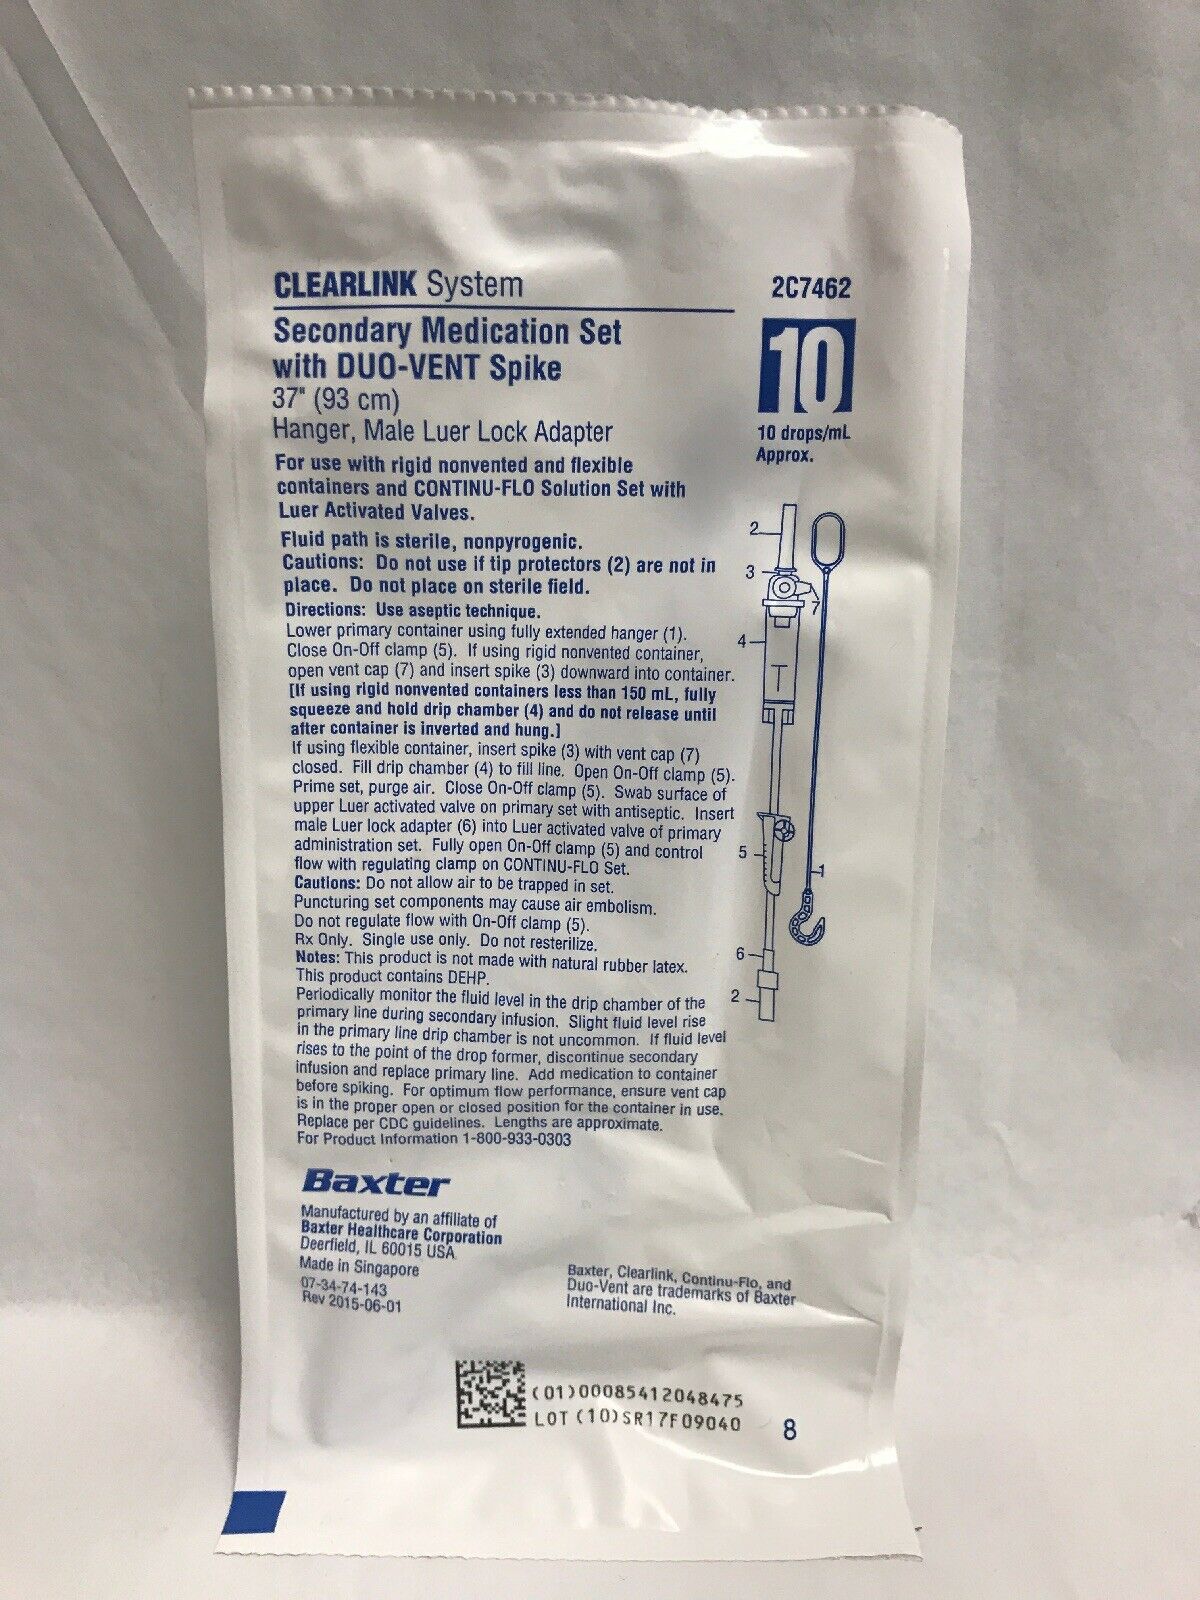 CLEARLINK System
2C7462
Secondary Medication Set
with DUO-VENT Spike
37" (93 cm)
Hanger, Male Luer Lock Adapter
10
10 drops/mL
Approx.
For use with rigid nonvented and flexible
containers and CONTINU-FLO Solution Set with
Luer Activated Valves.
Fluid path is sterile, nonpyrogenic.
Cautions: Do not use if tip protectors (2) are not in
place. Do not place on sterile field.
Directions: Use aseptic technique.
Lower primary container using fully extended hanger (1).
Close On-Off clamp (5). If using rigid nonvented container,
open vent cap (7) and insert spike (3) downward into container.
[If using rigid nonvented containers less than 150 mL, fully
squeeze and hold drip chamber (4) and do not release until
after container is inverted and hung.]
If using flexible container, insert spike (3) with vent cap (7)
closed. Fill drip chamber (4) to fill line. Open On-Off clamp (5).
Prime set, purge air. Close On-Off clamp (5). Swab surface of
upper Luer activated valve on primary set with antiseptic. Insert
male Luer lock adapter (6) into Luer activated valve of primary
administration set. Fully open On-Off clamp (5) and control
flow with regulating clamp on CONTINU-FLO Set.
Cautions: Do not allow air to be trapped in set.
Puncturing set components may cause air embolism.
Do not regulate flow with On-Off clamp (5).
Rx Only. Single use only. Do not resterilize.
Notes: This product is not made with natural rubber latex.
This product contains DEHP.
Periodically monitor the fluid level in the drip chamber of the
primary line during secondary infusion. Slight fluid level rise
in the primary line drip chamber is not uncommon. If fluid level
rises to the point of the drop former, discontinue secondary
infusion and replace primary line. Add medication to container
before spiking. For optimum flow performance, ensure vent cap
is in the proper open or closed position for the container in use.
Replace per CDC guidelines. Lengths are approximate.
For Product Information 1-800-933-0303
2
3
7
4
5
1
6
2
Baxter
Manufactured by an affiliate of
Baxter Healthcare Corporation
Deerfield, IL 60015 USA
Made in Singapore
07-34-74-143
Rev 2015-06-01
Baxter, Clearlink, Continu-Flo, and
Duo-Vent are trademarks of Baxter
International Inc.
(01)00085412048475
LOT (10)SR17F09040
8